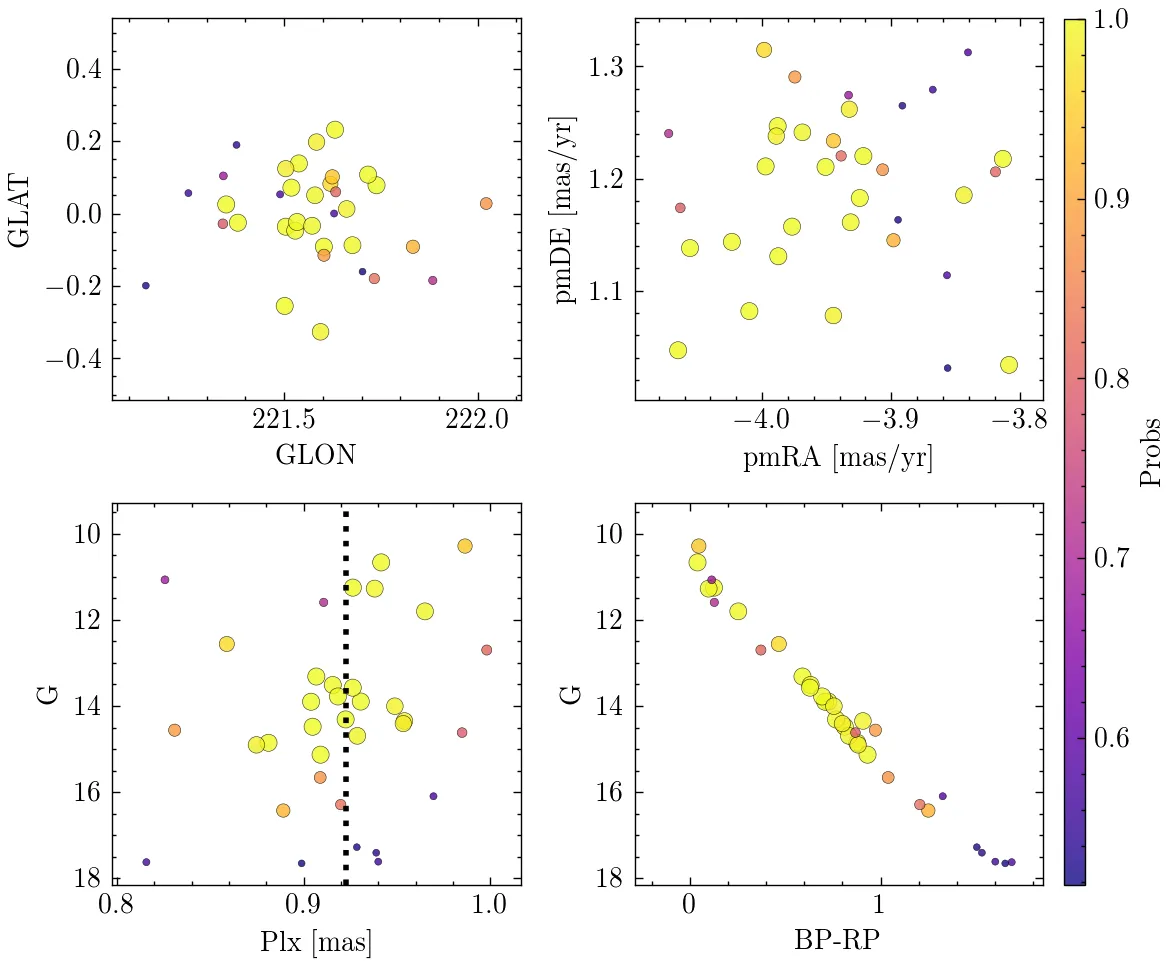 0.4
0.2
0.0
−0.2
−0.4
GLAT
221.5 222.0
GLON
1.3
1.2
1.1
pmDE [mas/yr]
−4.0 −3.9 −3.8
pmRA [mas/yr]
1.0
0.9
0.8
0.7
0.6
Probs
10
12
14
16
18
G
0.8 0.9 1.0
Plx [mas]
10
12
14
16
18
G
0 1
BP-RP